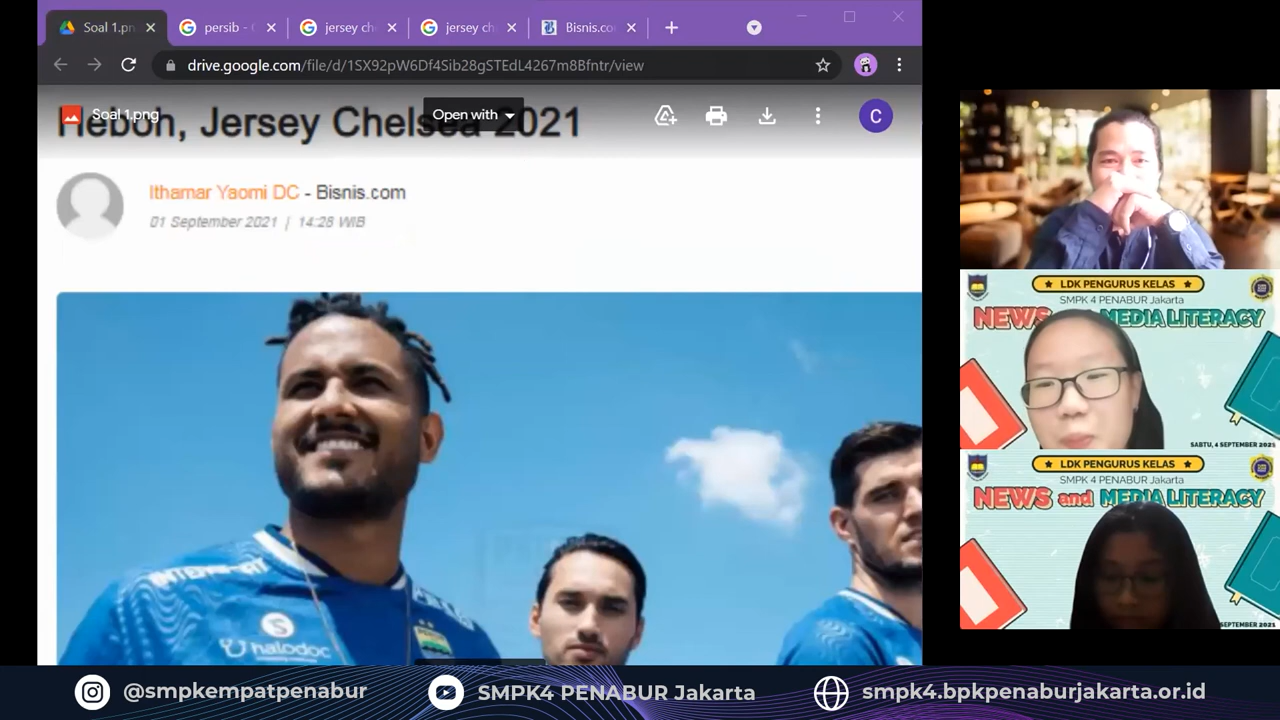 Soal 1.pn
persib - G
jersey ch
jersey ch
Bisnis.co
drive.google.com/file/d/1SX92pW6Df4Sib28gSTEdL4267m8Bfntr/view
Soal 1.png
Open with
C
Heboh, Jersey Chelsea 2021
Ithamar Yaomi DC - Bisnis.com
01 September 2021 | 14:28 WIB
INTERSPORT
halodoc
LDK PENGURUS KELAS
SMPK 4 PENABUR Jakarta
NEWS MEDIA LITERACY
SABTU, 4 SEPTEMBER 2021
LDK PENGURUS KELAS
SMPK 4 PENABUR Jakarta
NEWS and MEDIA LITERACY
SEPTEMBER 2021
@smpkempatpenabur
SMPK4 PENABUR Jakarta
smpk4.bpkpenaburjakarta.or.id